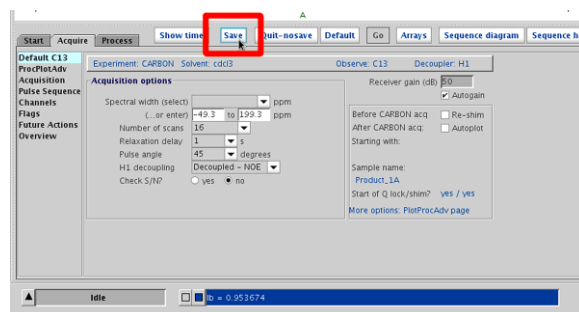 A
Start Acquire Process Show time Save Quit-nosave Default Go Arrays Sequence diagram Sequence h
Default C13
ProcPlotAdv
Acquisition
Pulse Sequence
Channels
Flags
Future Actions
Overview
Experiment: CARBON Solvent: cdcl3 Observe: C13 Decoupler: H1
Acquisition options
Spectral width (select) ppm
(...or enter) -49.3 to 199.3 ppm
Number of scans 16
Relaxation delay 1 s
Pulse angle 45 degrees
H1 decoupling Decoupled - NOE
Check S/N? yes no
Receiver gain (dB) 50
Autogain
Before CARBON acq Re-shim
After CARBON acq: Autoplot
Starting with:
Sample name:
Product_1A
Start of Q lock/shim? yes / yes
More options: PlotProcAdv page
Idle lb = 0.953674